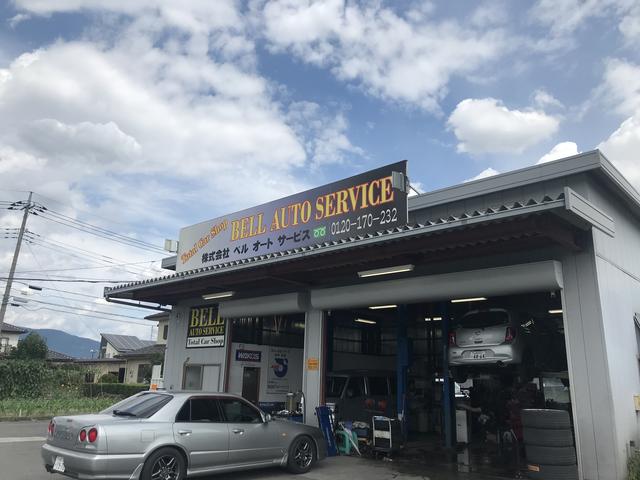 Total Car Shop
BELL AUTO SERVICE
株式会社 ベル オート サービス 0120-170-232
BELL
AUTO SERVICE
Total Car Shop
WAKO'S